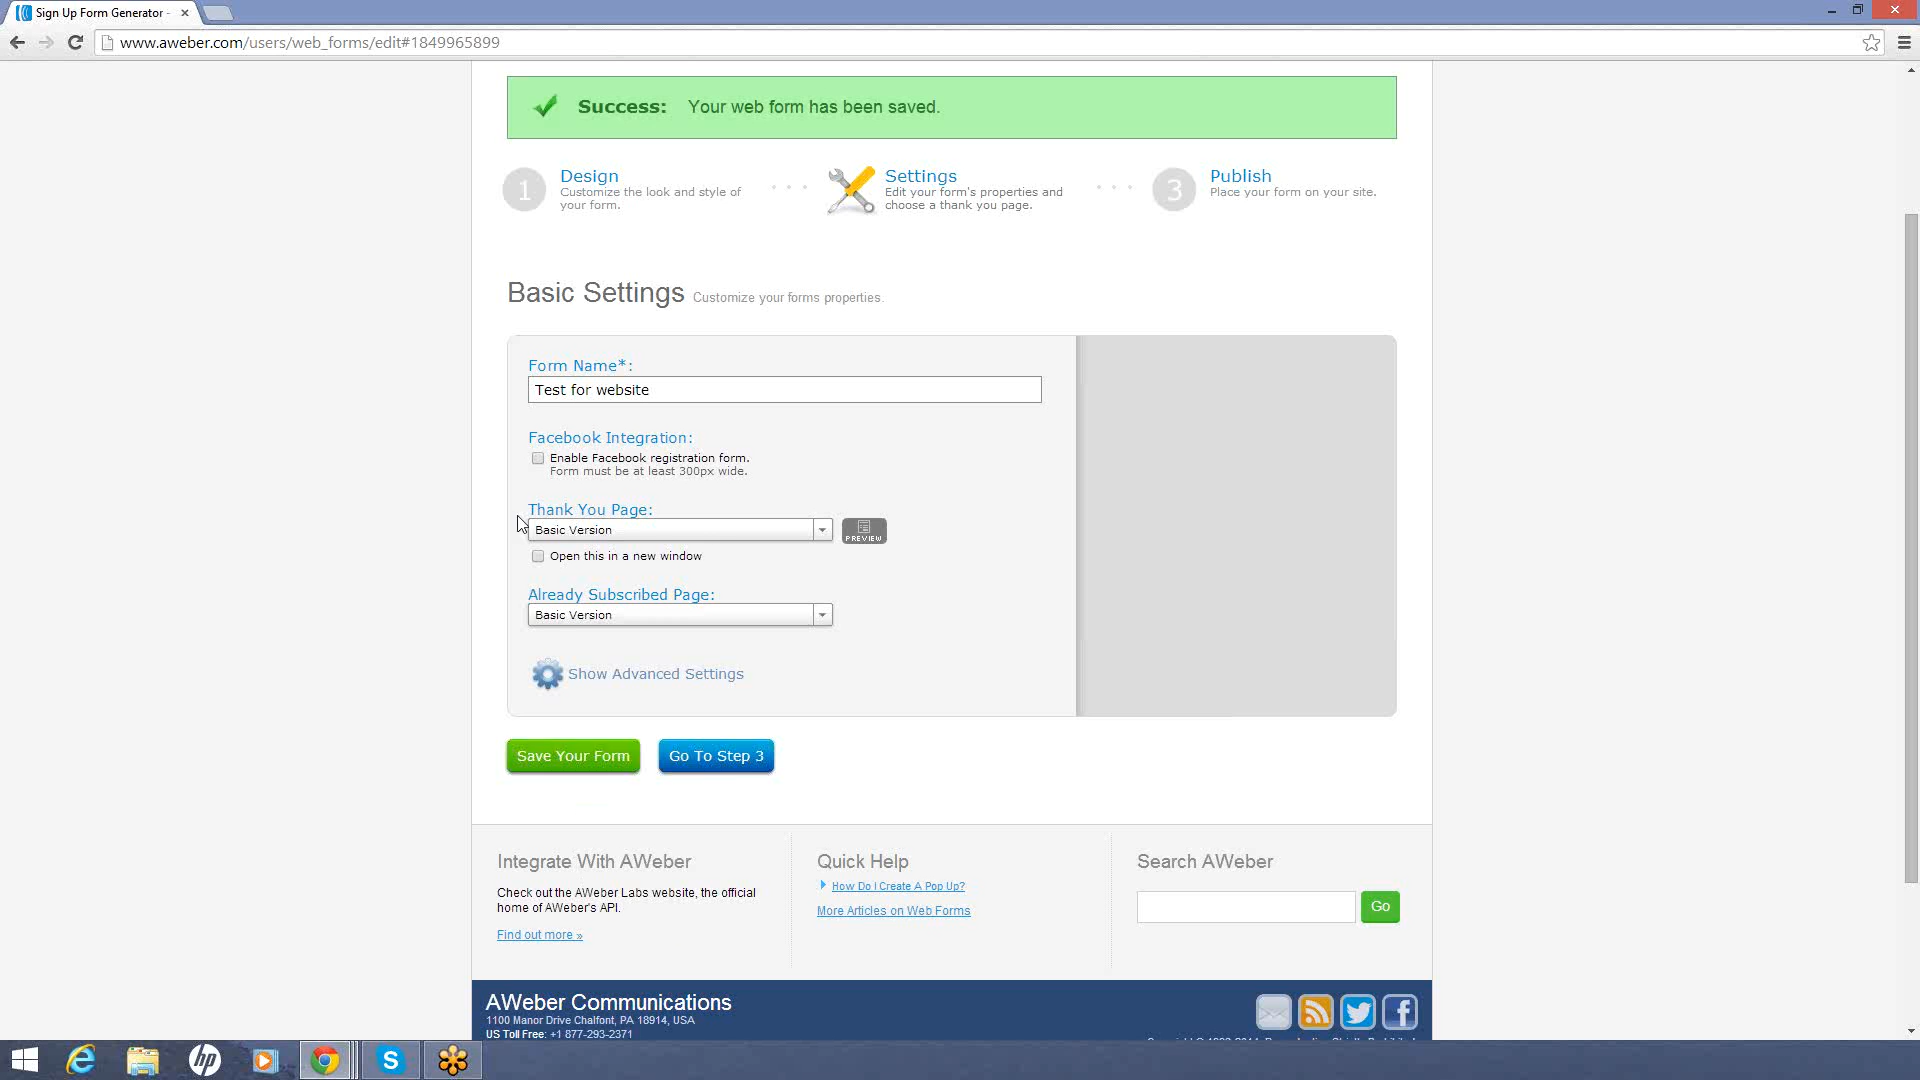 Sign Up Form Generator -
www.aweber.com/users/web_forms/edit#1849965899
Success: Your web form has been saved.
1
Design
Customize the look and style of
your form.
Settings
Edit your form's properties and
choose a thank you page.
3
Publish
Place your form on your site.
Basic Settings Customize your forms properties.
Form Name*:
Test for website
Facebook Integration:
Enable Facebook registration form.
Form must be at least 300px wide.
Thank You Page:
Basic Version
PREVIEW
Open this in a new window
Already Subscribed Page:
Basic Version
Show Advanced Settings
Save Your Form
Go To Step 3
Integrate With AWeber
Check out the AWeber Labs website, the official
home of AWeber's API.
Find out more »
Quick Help
How Do I Create A Pop Up?
More Articles on Web Forms
Search AWeber
Go
AWeber Communications
1100 Manor Drive Chalfont, PA 18914, USA
US Toll Free: +1 877-293-2371
hp